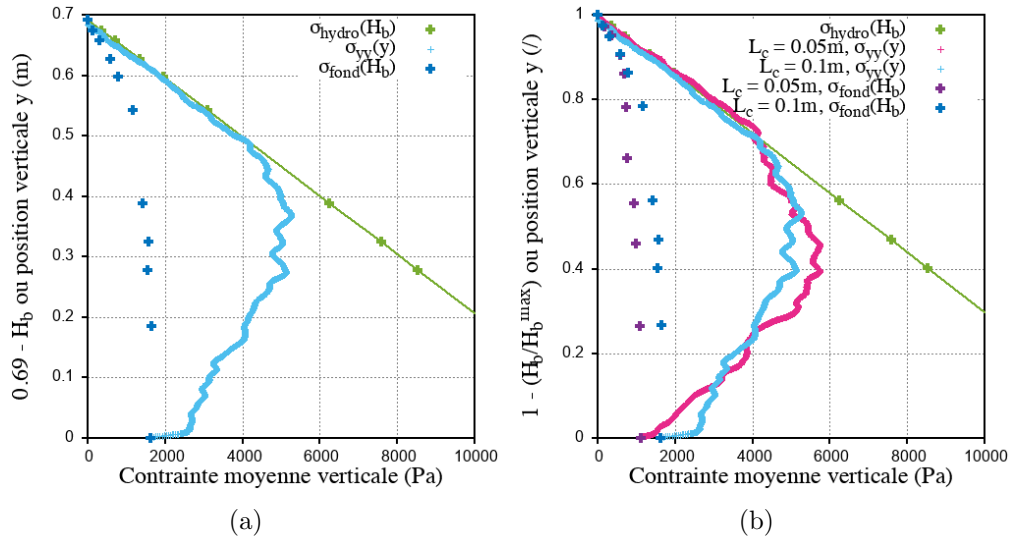 0.7
0.6
0.5
0.4
0.3
0.2
0.1
0
0
2000
4000
6000
8000
10000
0.69 - H_b ou position verticale y (m)
Contrainte moyenne verticale (Pa)
σ_hydro(H_b)
σ_yy(y)
σ_fond(H_b)
(a)
1
0.8
0.6
0.4
0.2
0
0
2000
4000
6000
8000
10000
1 - (H_b/H_b^max) ou position verticale y (/)
Contrainte moyenne verticale (Pa)
σ_hydro(H_b)
L_c = 0.05m, σ_yy(y)
L_c = 0.1m, σ_yy(y)
L_c = 0.05m, σ_fond(H_b)
L_c = 0.1m, σ_fond(H_b)
(b)